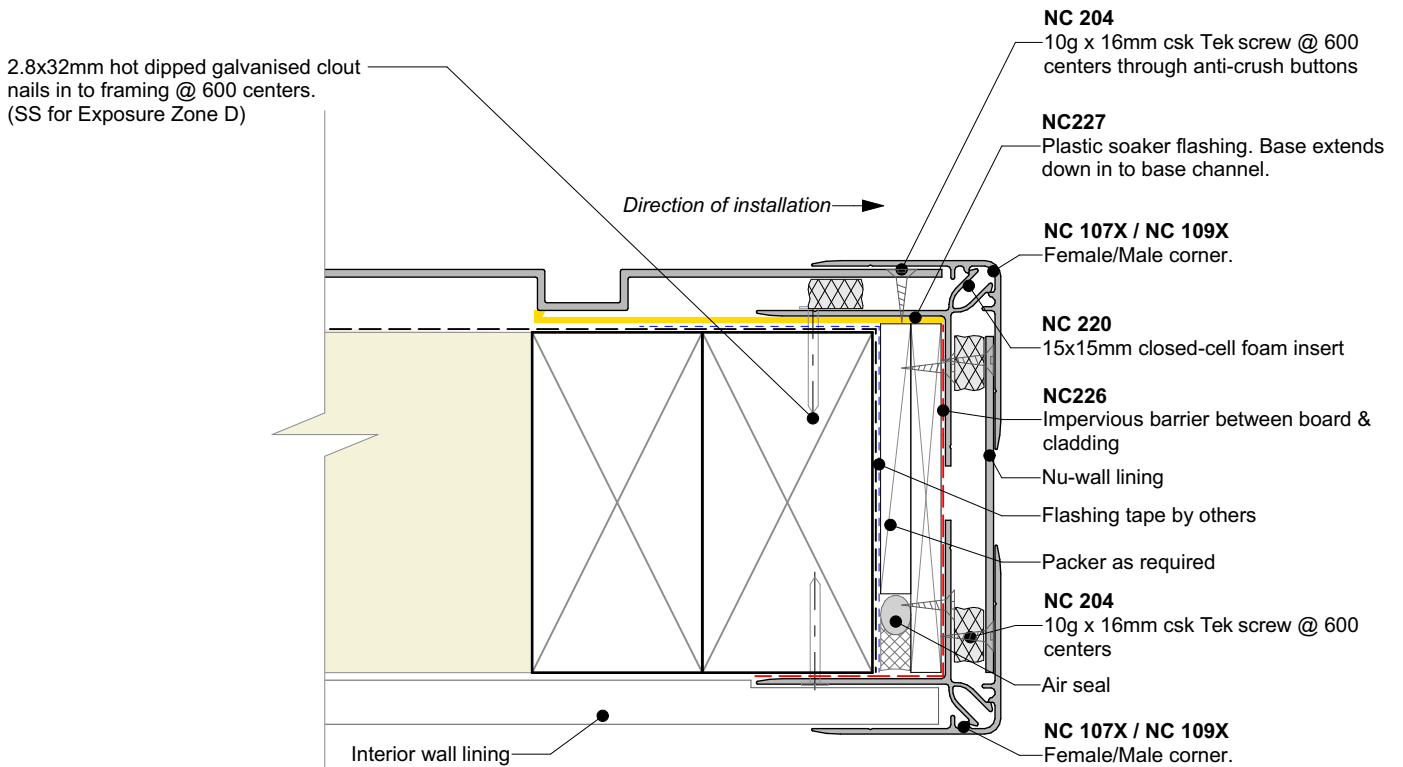 2.8x32mm hot dipped galvanised clout
nails in to framing @ 600 centers.
(SS for Exposure Zone D)
Direction of installation
NC 204
10g x 16mm csk Tek screw @ 600
centers through anti-crush buttons
NC227
Plastic soaker flashing. Base extends
down in to base channel.
NC 107X / NC 109X
Female/Male corner.
NC 220
15x15mm closed-cell foam insert
NC226
Impervious barrier between board &
cladding
Nu-wall lining
Flashing tape by others
Packer as required
NC 204
10g x 16mm csk Tek screw @ 600
centers
Air seal
NC 107X / NC 109X
Female/Male corner.
Interior wall lining